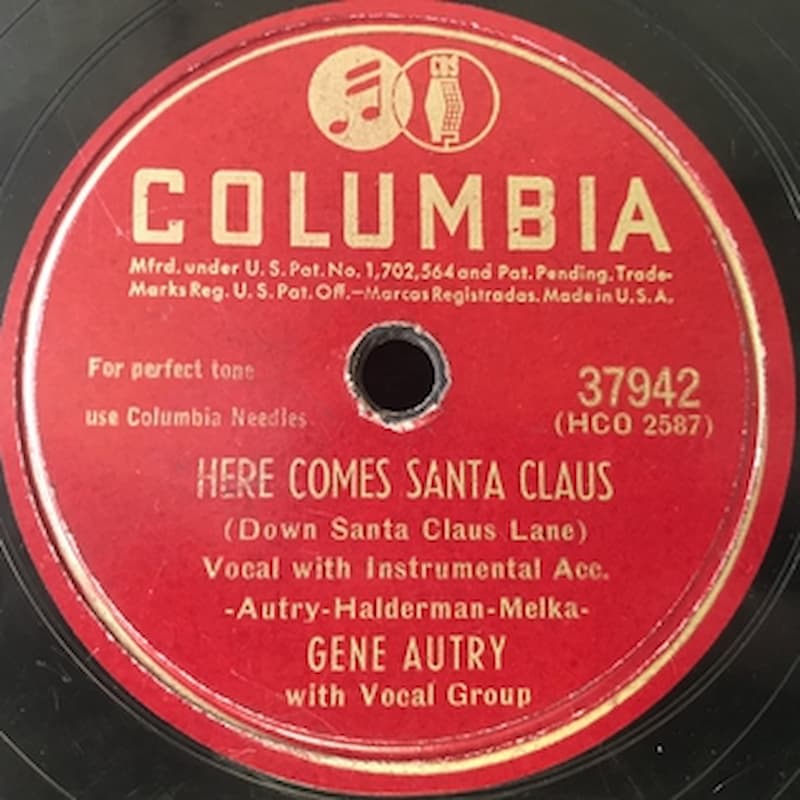 CBS
COLUMBIA
Mfrd. under U. S. Pat. No. 1,702,564 and Pat. Pending. Trade-
Marks Reg. U. S. Pat. Off.—Marcas Registradas. Made in U. S. A.
For perfect tone
use Columbia Needles
37942
(HCO 2587)
HERE COMES SANTA CLAUS
(Down Santa Claus Lane)
Vocal with Instrumental Acc.
-Autry-Halderman-Melka-
GENE AUTRY
with Vocal Group